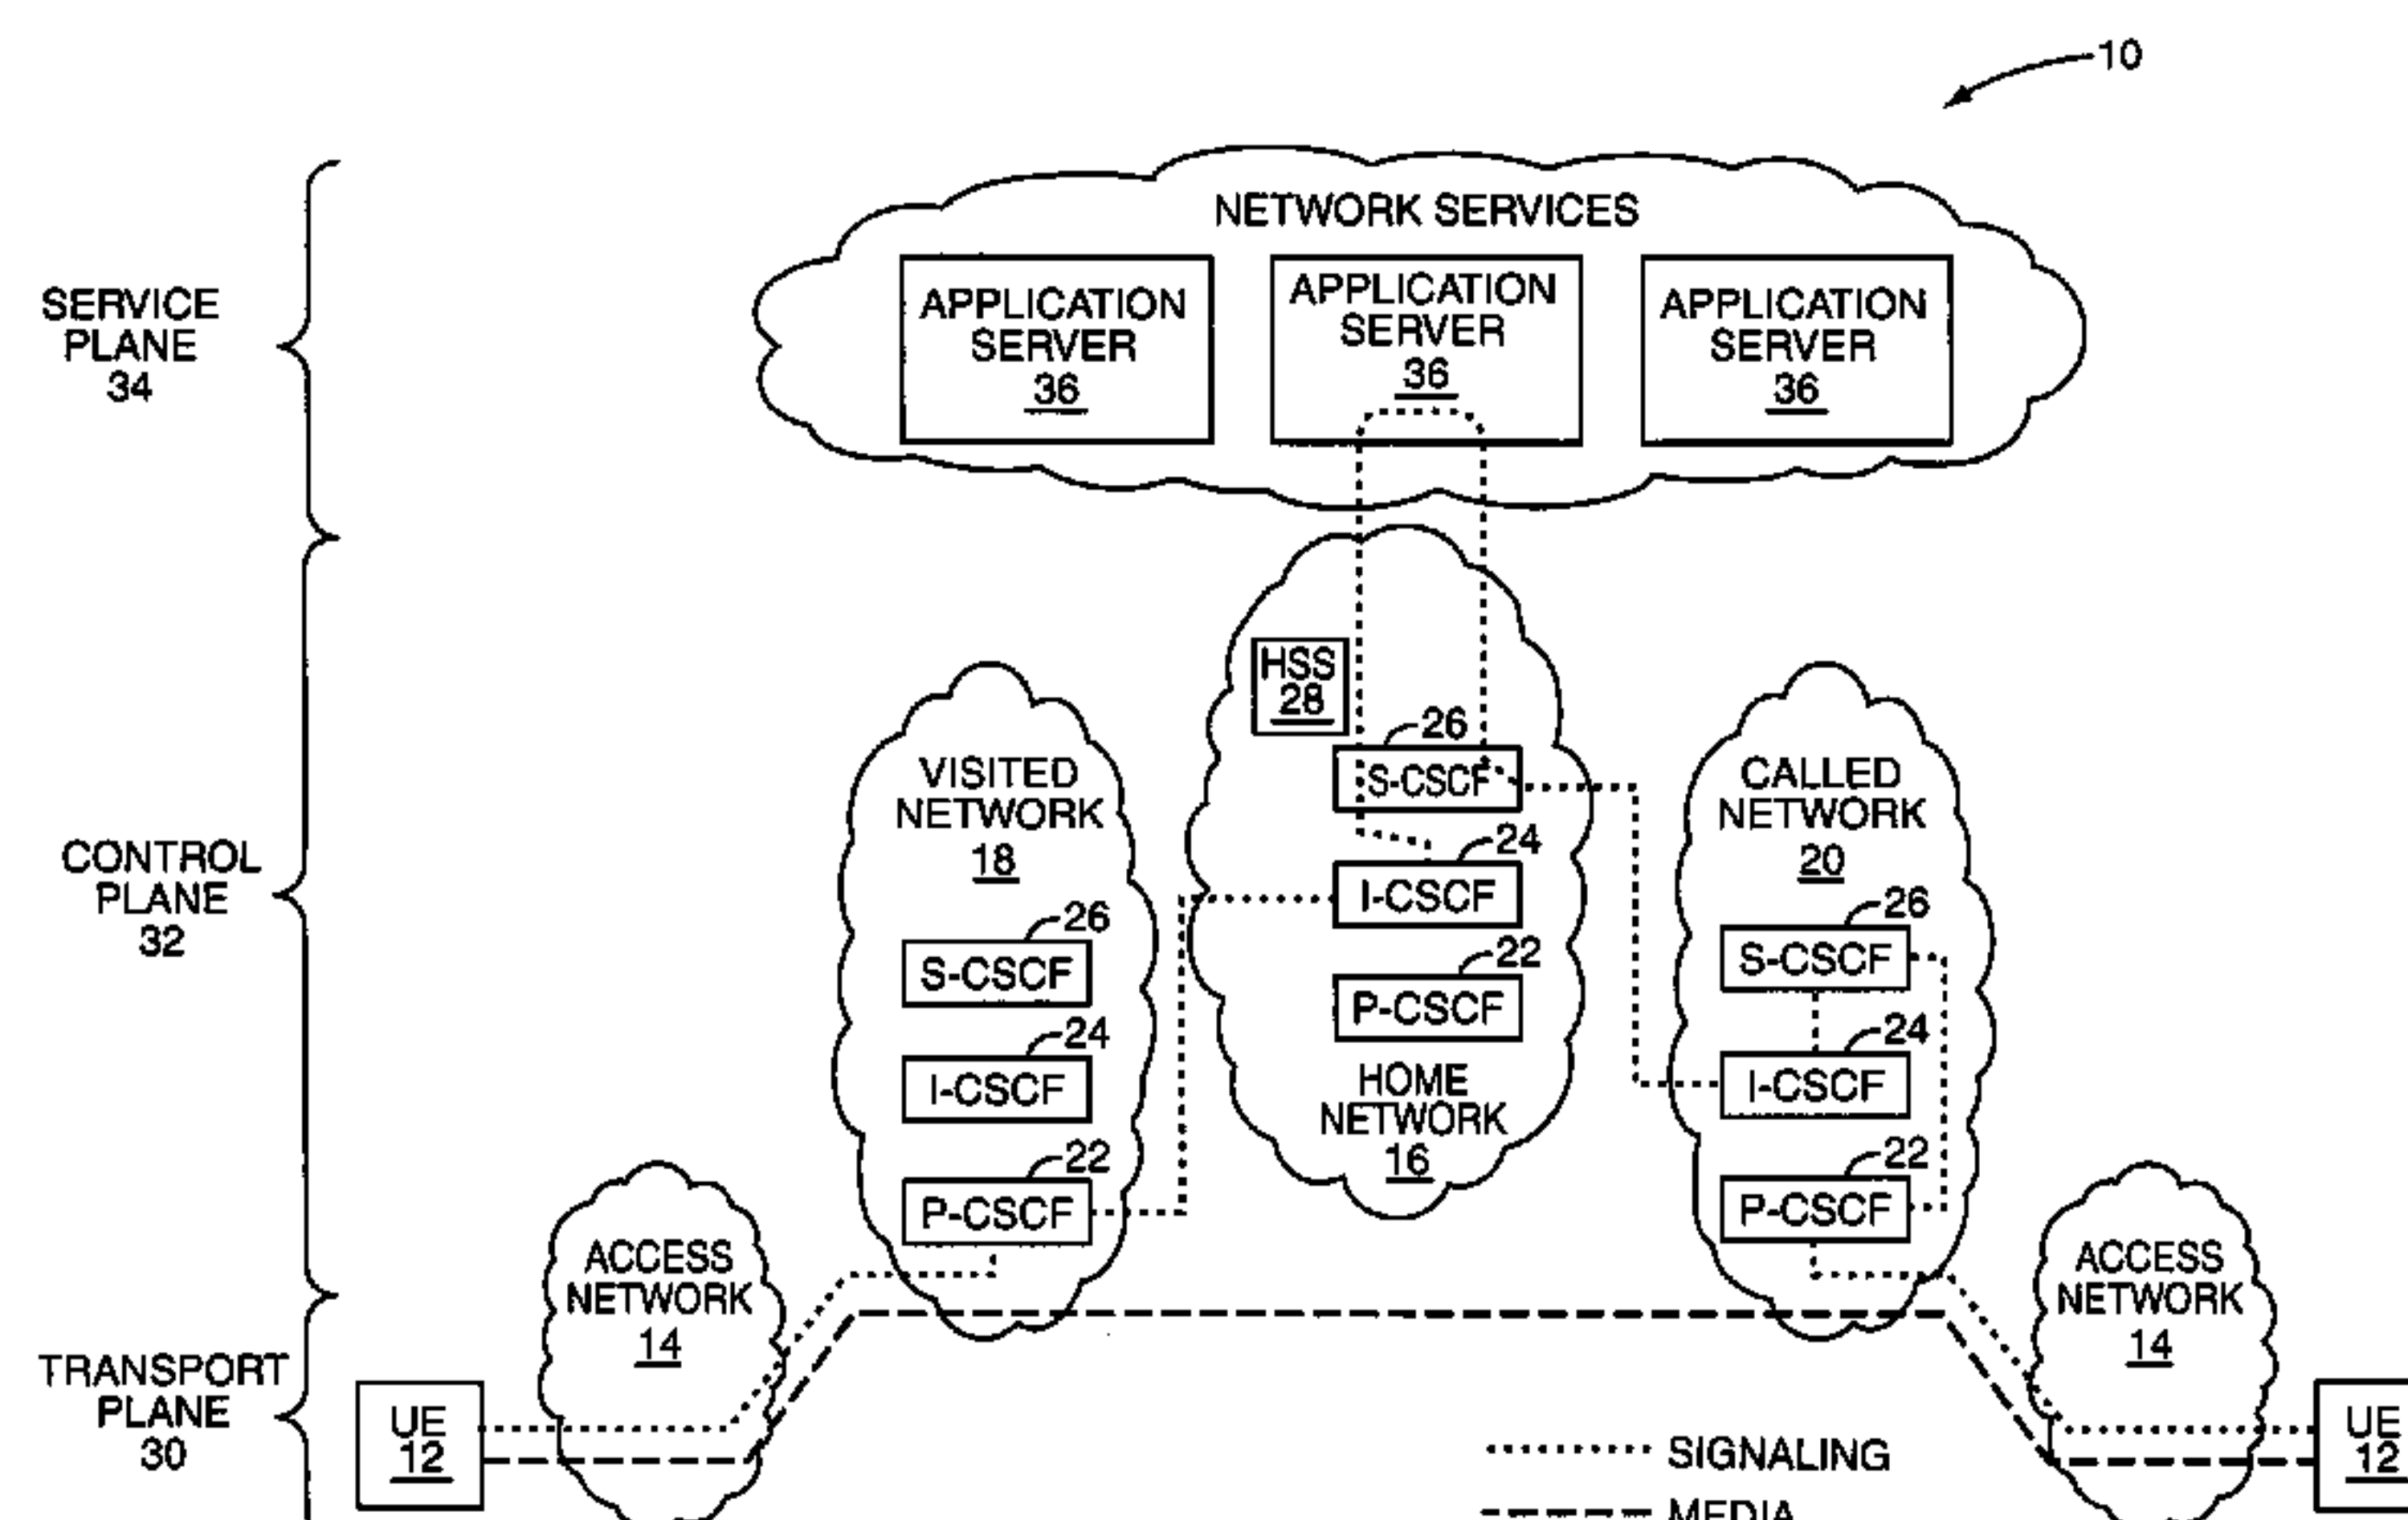 10
NETWORK SERVICES
APPLICATION
SERVER
36
APPLICATION
SERVER
36
APPLICATION
SERVER
36
SERVICE
PLANE
34
HSS
28
26
S-CSCF
24
I-CSCF
22
P-CSCF
HOME
NETWORK
16
VISITED
NETWORK
18
26
S-CSCF
24
I-CSCF
22
P-CSCF
CALLED
NETWORK
20
26
S-CSCF
24
I-CSCF
22
P-CSCF
CONTROL
PLANE
32
ACCESS
NETWORK
14
ACCESS
NETWORK
14
TRANSPORT
PLANE
30
UE
12
UE
12
SIGNALING
MEDIA